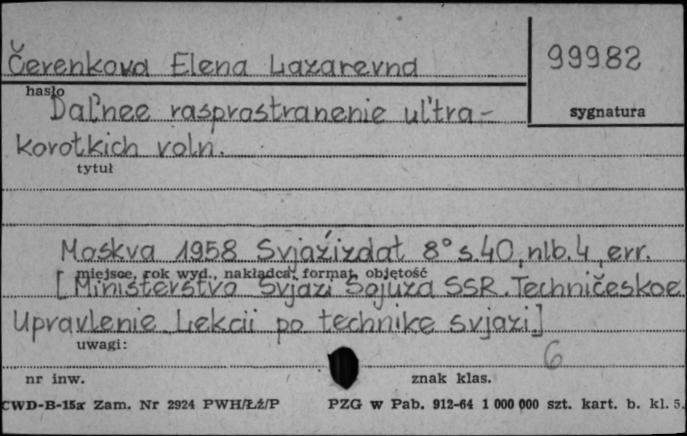 Čerenkova Elena Lazarevna
99982
hasło
sygnatura
Dal'nee rasprostranenie ul'tra-
korotkich voln.
tytuł
Moskva 1958 Svjaźizdat 8° s.40, nlb.4, err.
miejsce, rok wyd., nakładca, format, objętość
[Ministerstvo Svjazi Sojuza SSR. Techničeskoe
Upravlenie. Lekcii po technike svjazi]
uwagi:
6
nr inw.
znak klas.
CWD-B-15a Zam. Nr 2924 PWH/ŁŻ/P
PZG w Pab. 912-64 1 000 000 szt. kart. b. kl. 5.